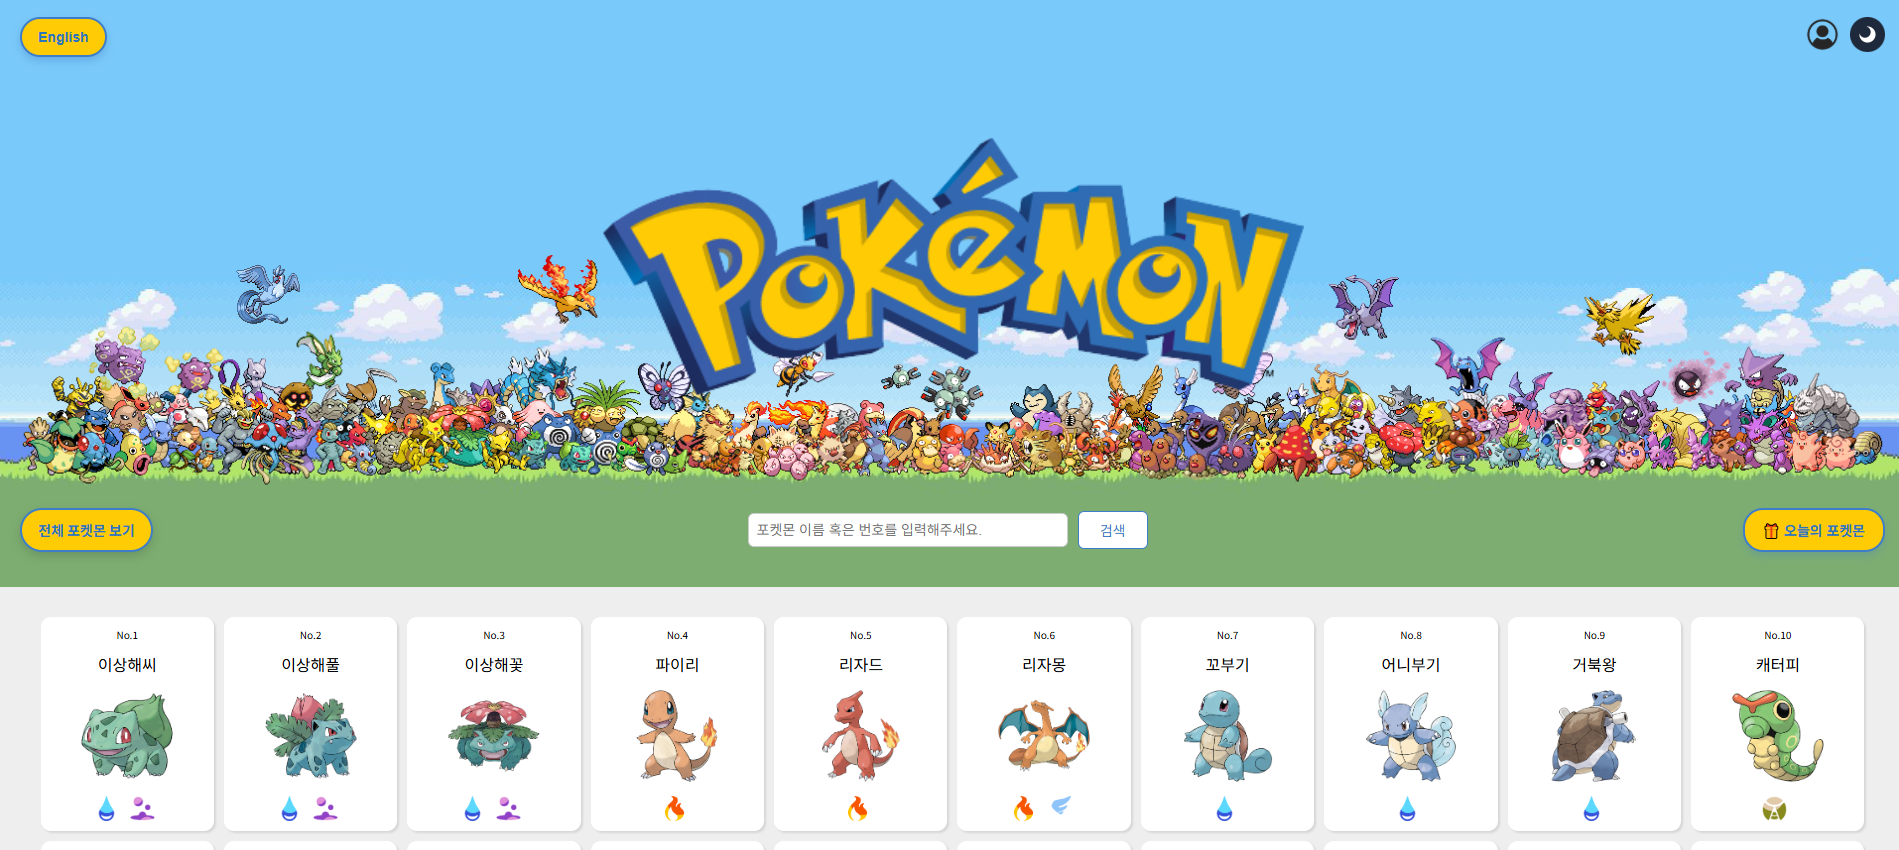 English
POKéMON
전체 포켓몬 보기
포켓몬 이름 혹은 번호를 입력해주세요.
검색
오늘의 포켓몬
No.1
이상해씨
No.2
이상해풀
No.3
이상해꽃
No.4
파이리
No.5
리자드
No.6
리자몽
No.7
꼬부기
No.8
어니부기
No.9
거북왕
No.10
캐터피